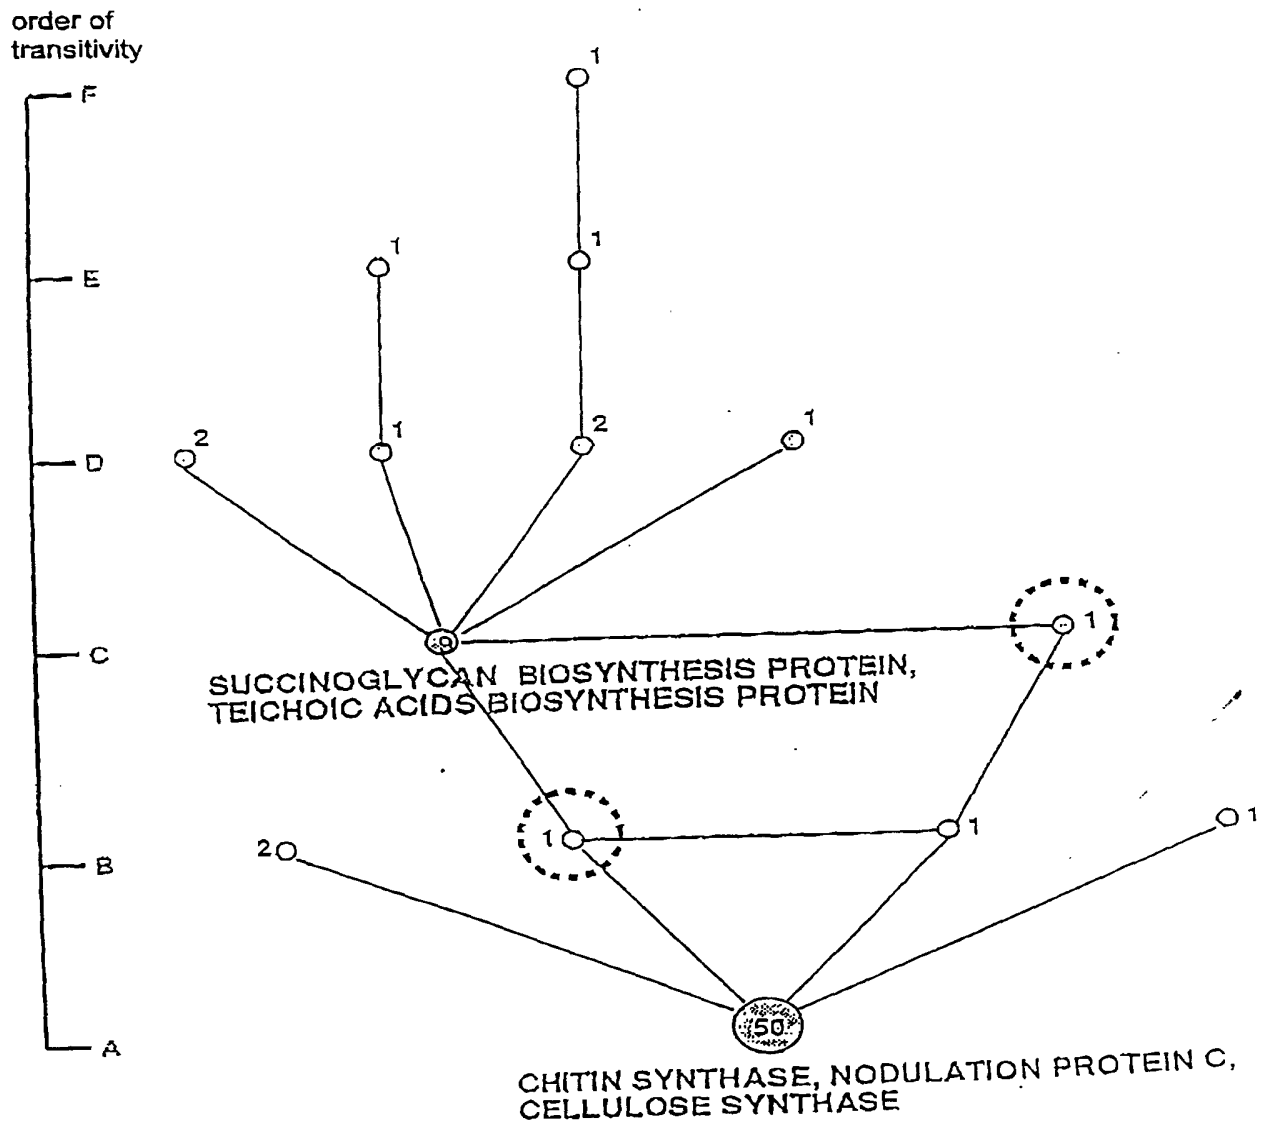 order of
transitivity
1
F
1
1
E
2
1
2
1
D
9
1
C
SUCCINOGLYCAN BIOSYNTHESIS PROTEIN,
TEICHOIC ACIDS BIOSYNTHESIS PROTEIN
2
1
1
1
B
50
A
CHITIN SYNTHASE, NODULATION PROTEIN C,
CELLULOSE SYNTHASE